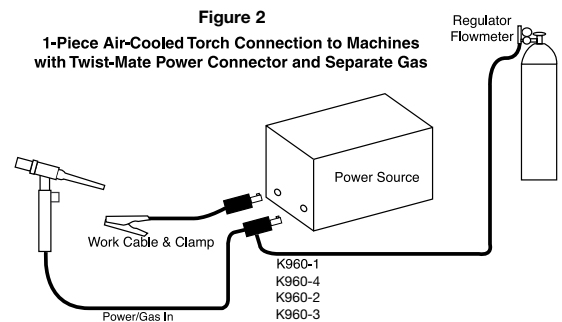 Figure 2
1-Piece Air-Cooled Torch Connection to Machines
with Twist-Mate Power Connector and Separate Gas
Regulator
Flowmeter
Power Source
Work Cable & Clamp
K960-1
K960-4
K960-2
K960-3
Power/Gas In